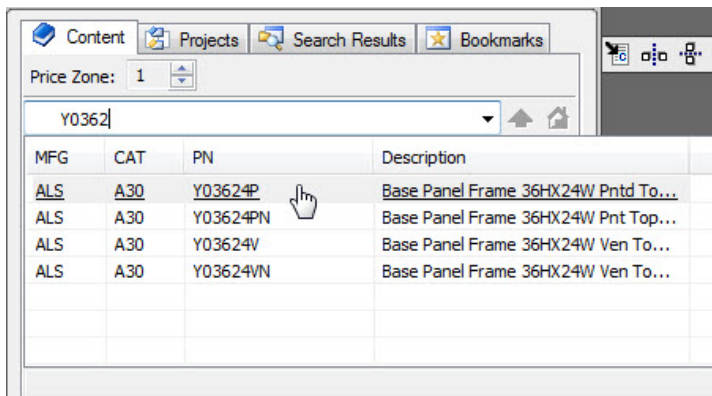 Content Projects Search Results Bookmarks
Price Zone: 1
Y0362
MFG CAT PN Description
ALS A30 Y03624P Base Panel Frame 36HX24W Pntd To...
ALS A30 Y03624PN Base Panel Frame 36HX24W Pnt Top...
ALS A30 Y03624V Base Panel Frame 36HX24W Ven To...
ALS A30 Y03624VN Base Panel Frame 36HX24W Ven To...